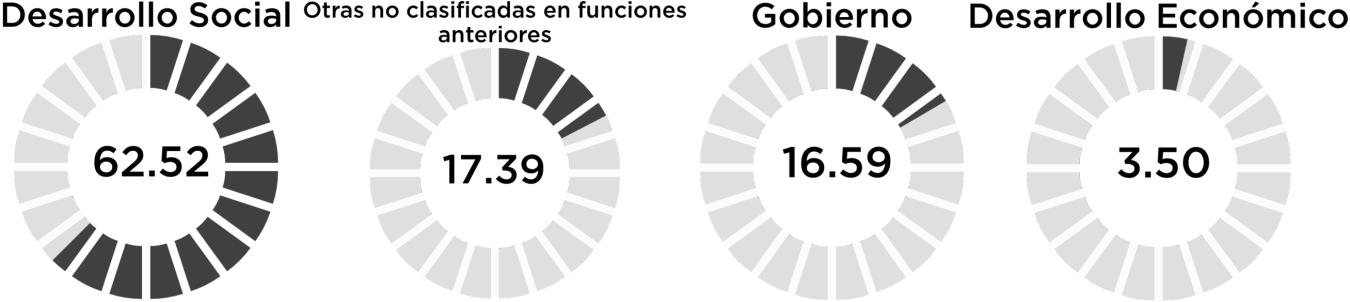 Desarrollo Social
62.52
Otras no clasificadas en funciones
anteriores
17.39
Gobierno
16.59
Desarrollo Económico
3.50